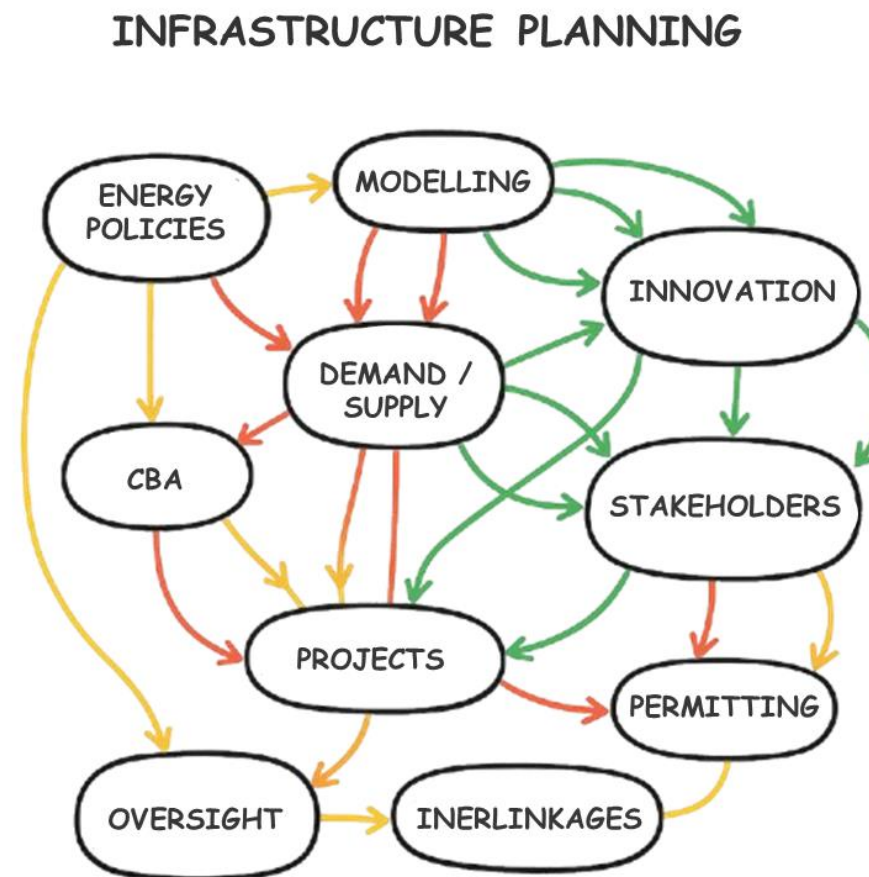 INFRASTRUCTURE PLANNING
ENERGY
POLICIES
MODELLING
INNOVATION
DEMAND /
SUPPLY
CBA
STAKEHOLDERS
PROJECTS
PERMITTING
OVERSIGHT
INERLINKAGES